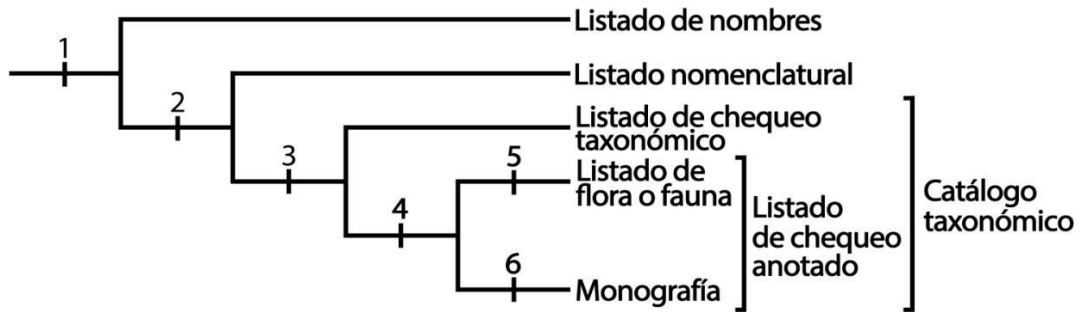 Listado de nombres
1
Listado nomenclatural
2
Listado de chequeo
taxonómico
3
5
Listado de
flora o fauna
4
6
Monografía
Listado
de chequeo
anotado
Catálogo
taxonómico